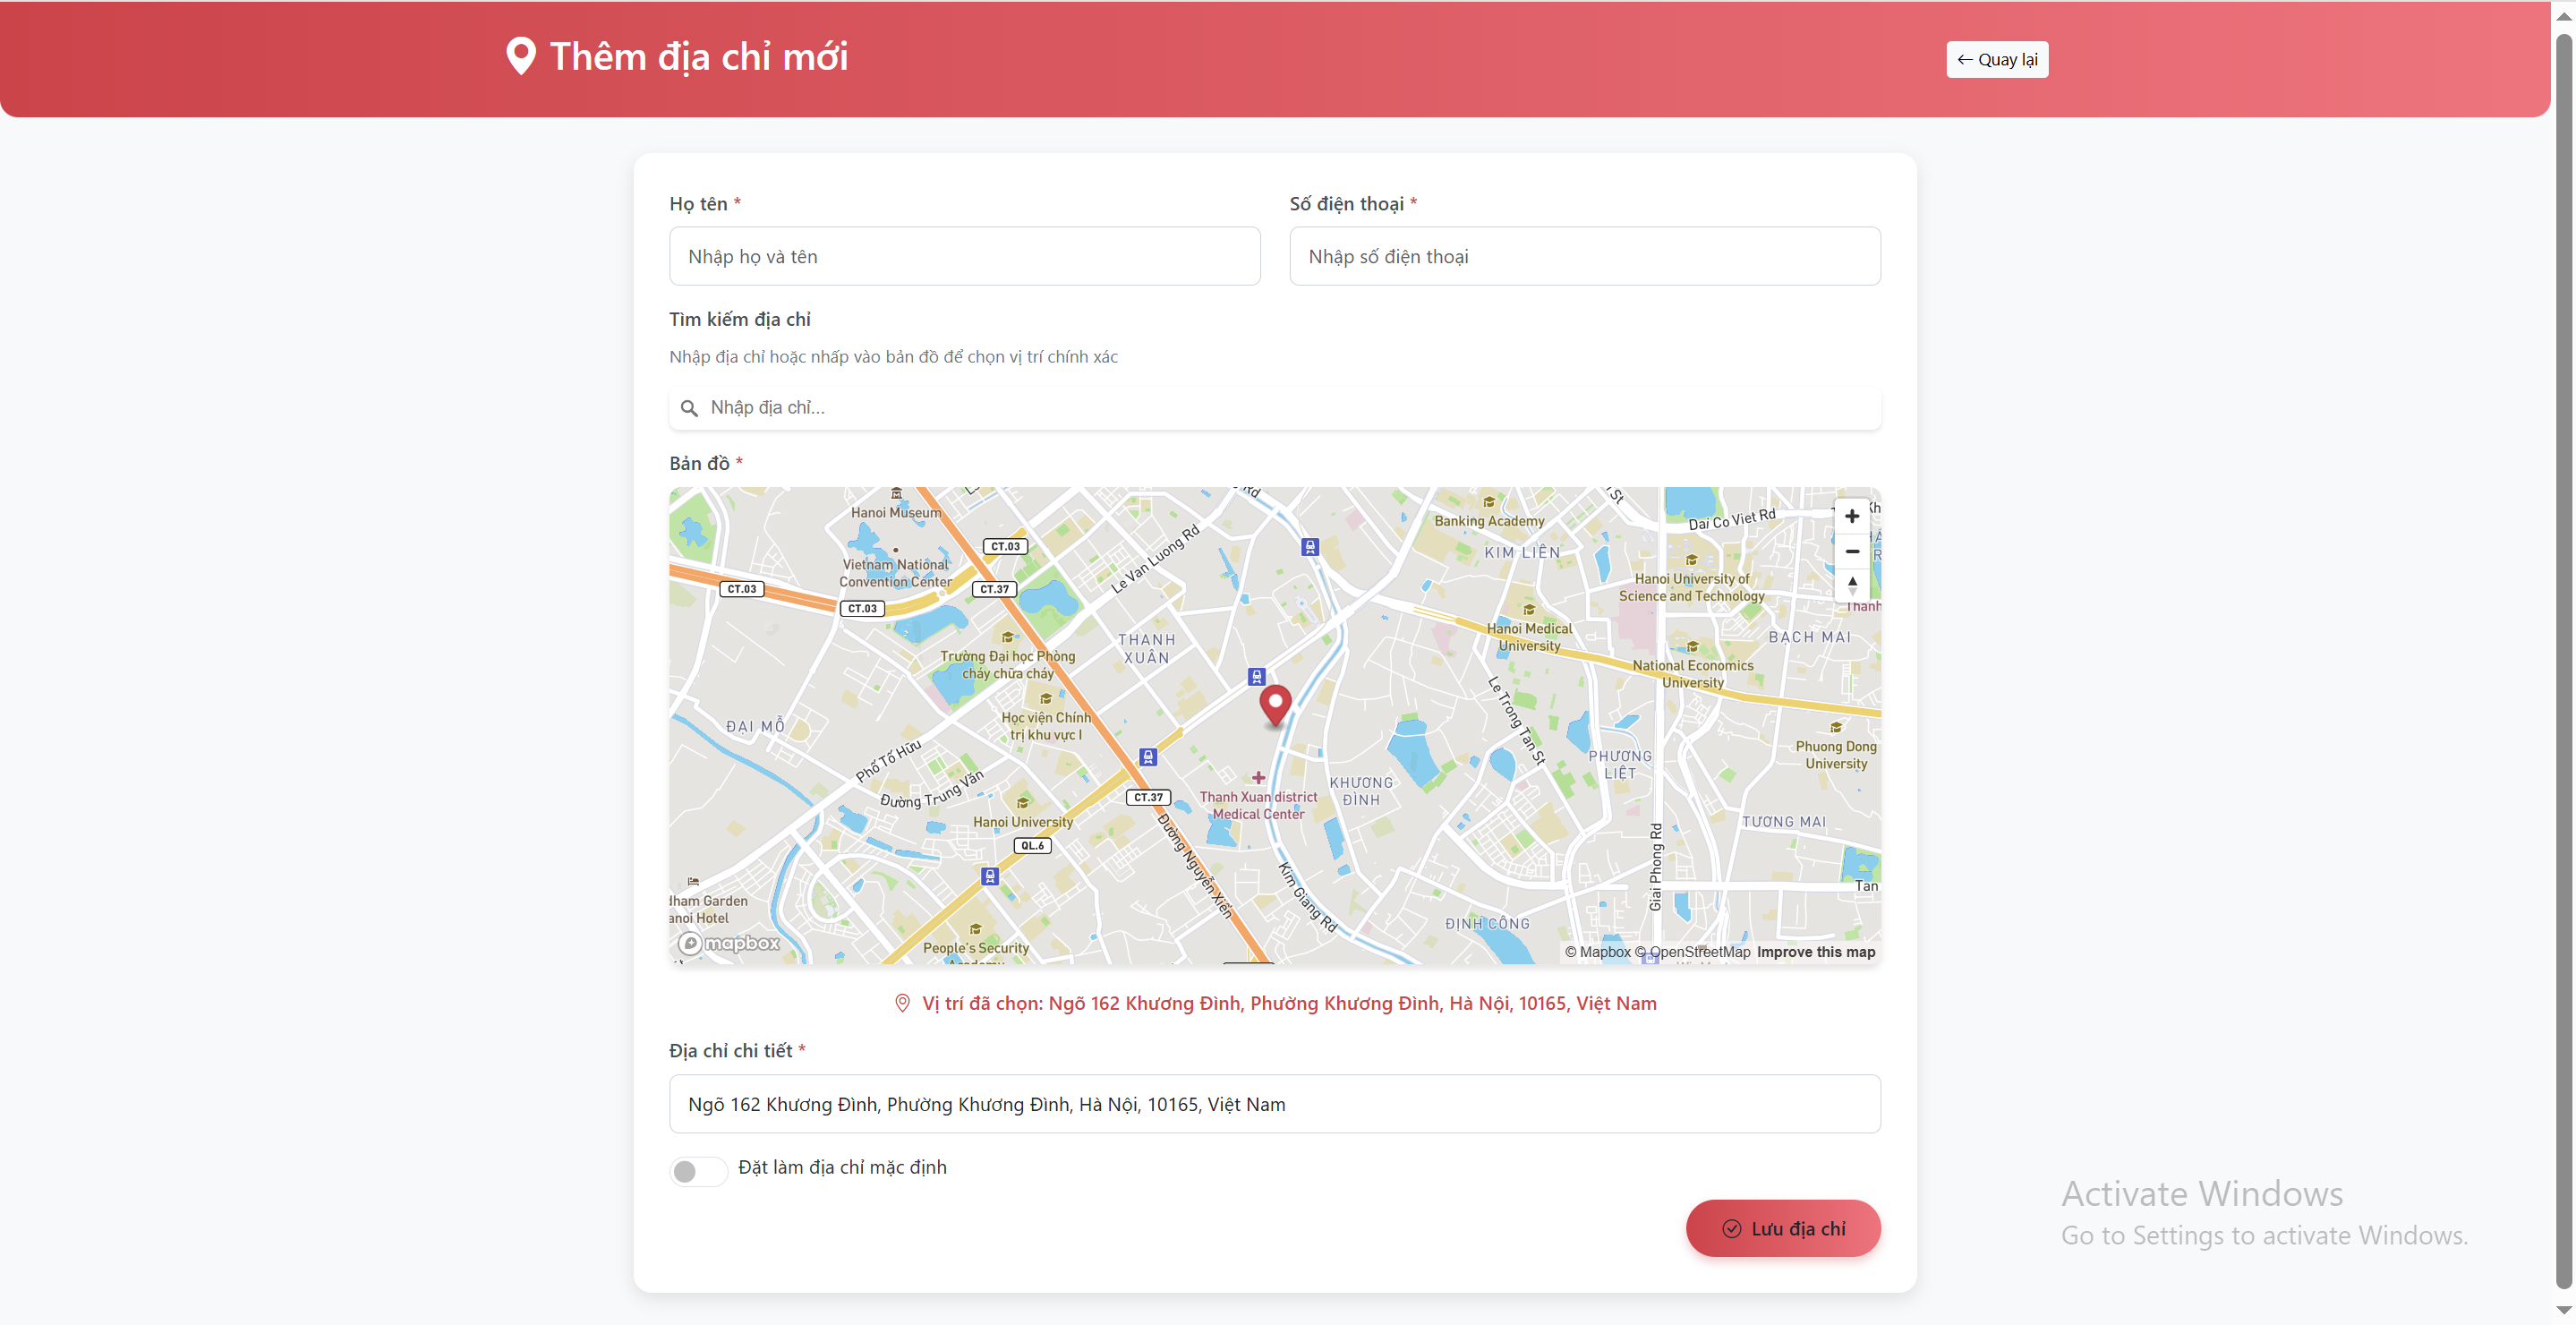 Thêm địa chỉ mới
← Quay lại
Họ tên *
Số điện thoại *
Nhập họ và tên
Nhập số điện thoại
Tìm kiếm địa chỉ
Nhập địa chỉ hoặc nhấp vào bản đồ để chọn vị trí chính xác
Nhập địa chỉ...
Bản đồ *
Hanoi Museum
Vietnam National
Convention Center
CT.03
CT.03
CT.03
CT.37
Le Van Luong Rd
Banking Academy
KIM LIÊN
Dai Co Viet Rd
Hanoi University of
Science and Technology
Hanoi Medical
University
BẠCH MAI
National Economics
University
THANH
XUÂN
Trường Đại học Phòng
cháy chữa cháy
Học viện Chính
trị khu vực I
ĐẠI MỖ
Phố Tố Hữu
Đường Trung Văn
Hanoi University
QL.6
CT.37
Thanh Xuan district
Medical Center
KHƯƠNG
ĐÌNH
Le Trong Tan St
PHƯƠNG
LIỆT
Phuong Dong
University
TƯƠNG MAI
Giai Phong Rd
Đường Nguyễn Xiển
Kim Giang Rd
ĐỊNH CÔNG
Tan
People's Security
mapbox
© Mapbox © OpenStreetMap Improve this map
Vị trí đã chọn: Ngõ 162 Khương Đình, Phường Khương Đình, Hà Nội, 10165, Việt Nam
Địa chỉ chi tiết *
Ngõ 162 Khương Đình, Phường Khương Đình, Hà Nội, 10165, Việt Nam
Đặt làm địa chỉ mặc định
Lưu địa chỉ
Activate Windows
Go to Settings to activate Windows.